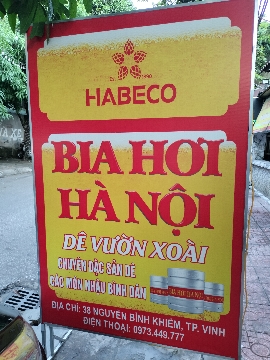 HABECO
BIA HƠI
HÀ NỘI
DÊ VƯỜN XOÀI
CHUYÊN ĐẶC SẢN DÊ
CÁC MÓN NHẬU BÌNH DÂN
ĐỊA CHỈ: 38 NGUYỄN BỈNH KHIÊM, TP. VINH
ĐIỆN THOẠI: 0973.449.777